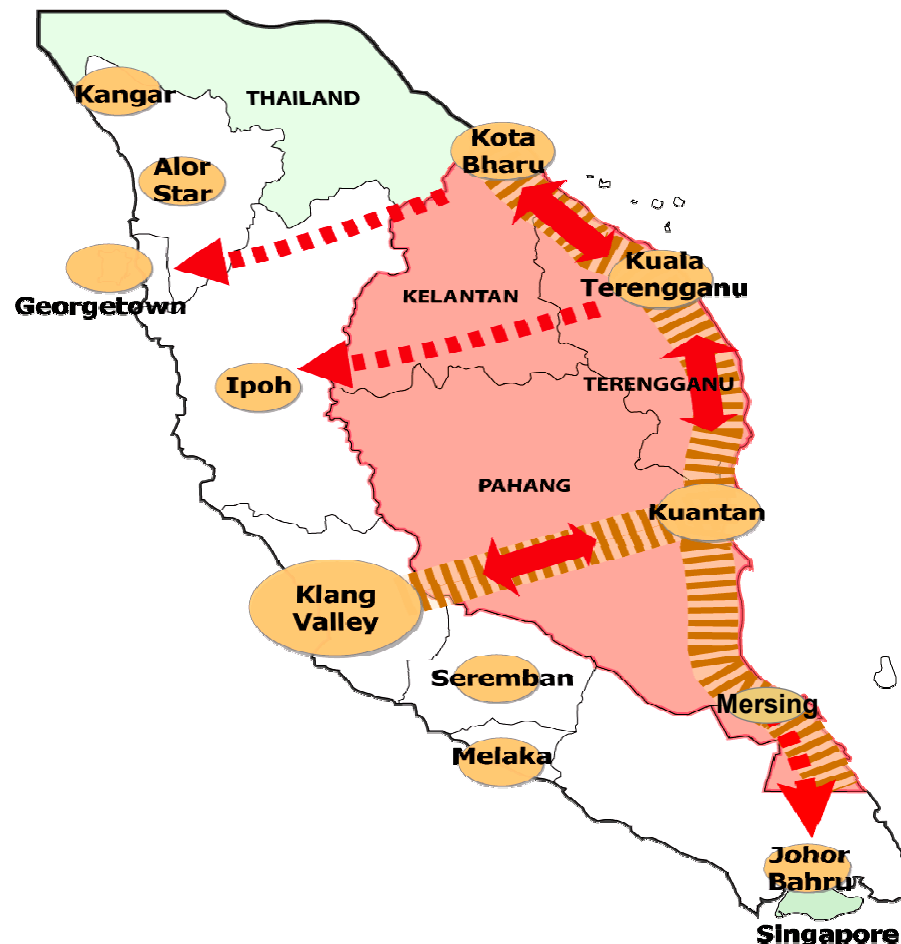 Kangar
THAILAND
Kota
Bharu
Alor
Star
Georgetown
Kuala
Terengganu
KELANTAN
Ipoh
TERENGGANU
PAHANG
Kuantan
Klang
Valley
Seremban
Mersing
Melaka
Johor
Bahru
Singapore